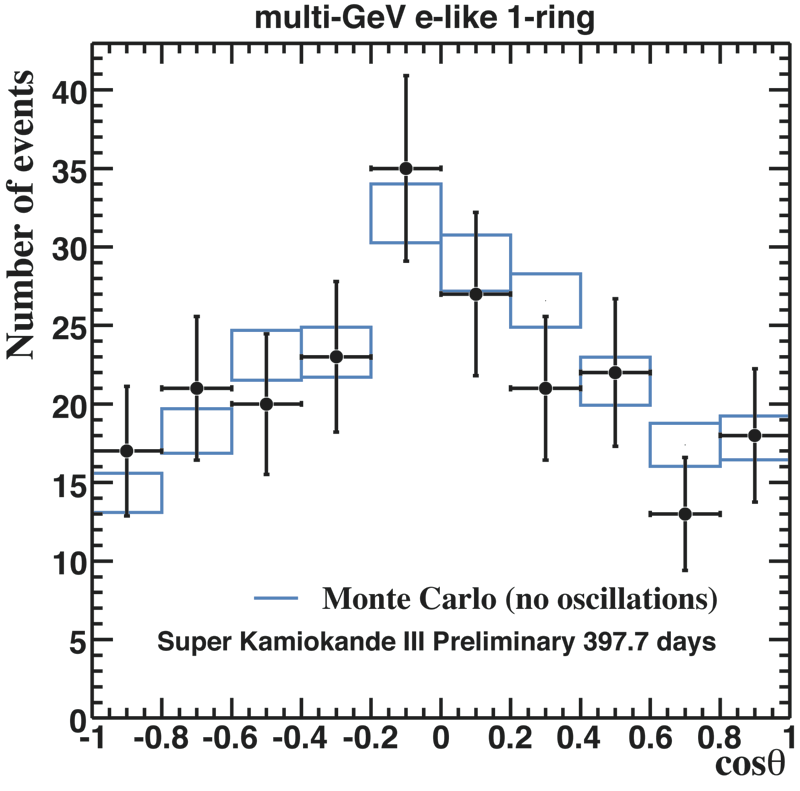 multi-GeV e-like 1-ring
Number of events
40
35
30
25
20
15
10
5
0
Monte Carlo (no oscillations)
Super Kamiokande III Preliminary 397.7 days
-1 -0.8 -0.6 -0.4 -0.2 0 0.2 0.4 0.6 0.8 1
cosθ